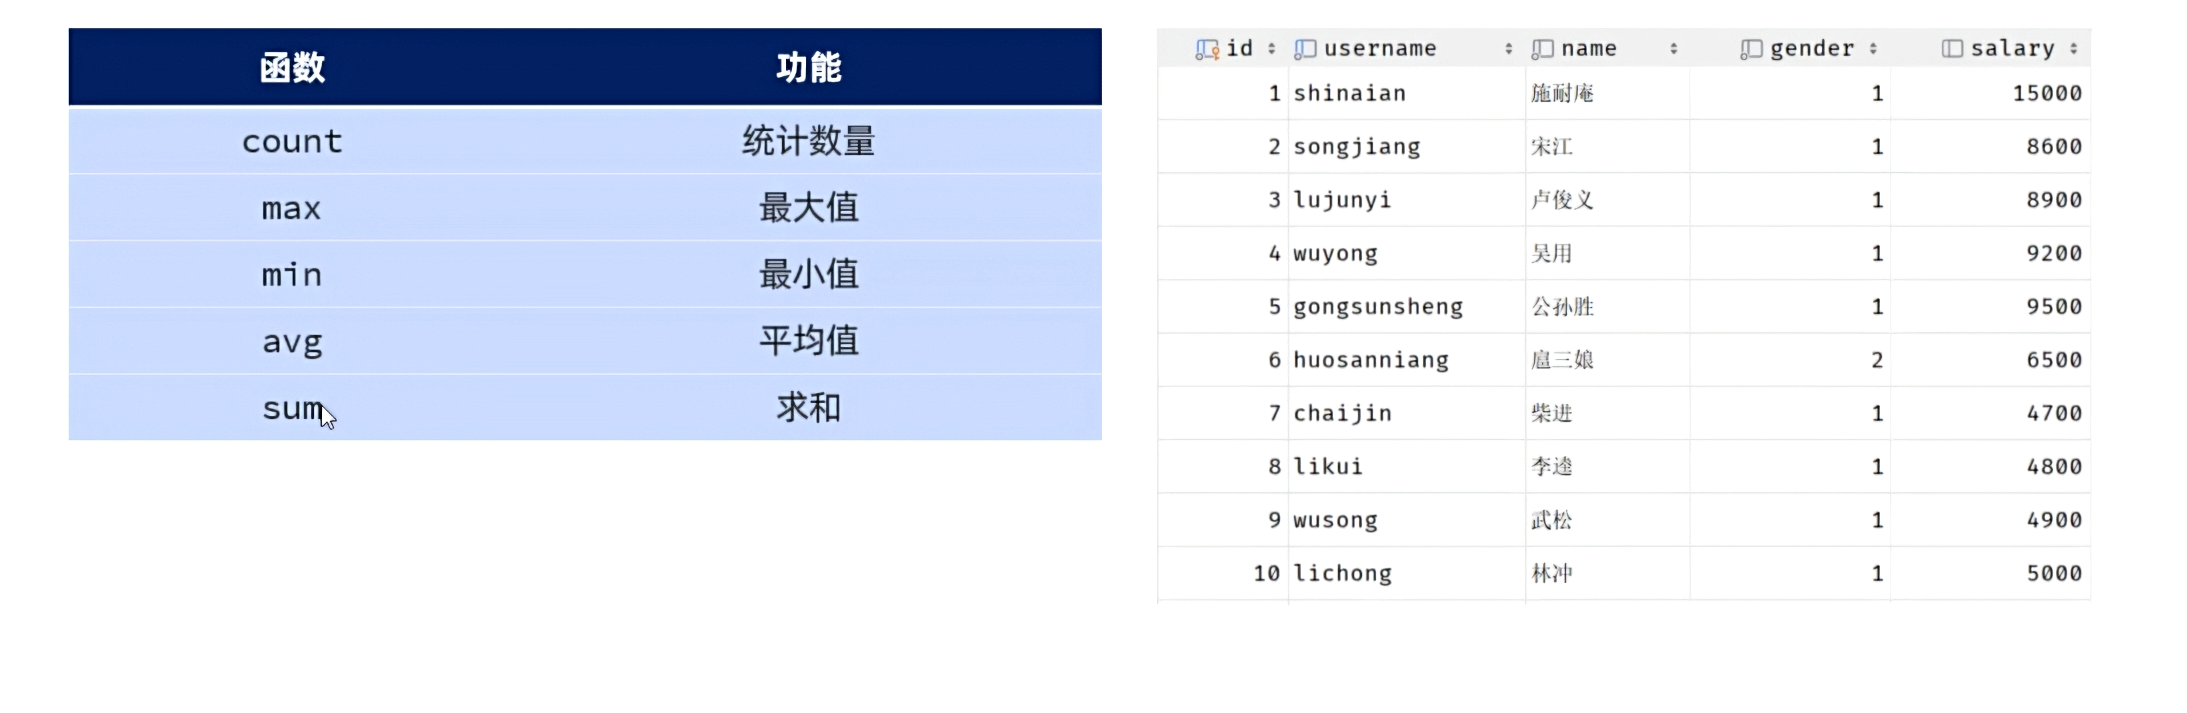 函数 功能
count 统计数量
max 最大值
min 最小值
avg 平均值
sum 求和
id username name gender salary
1 shinaian 施耐庵 1 15000
2 songjiang 宋江 1 8600
3 lujunyi 卢俊义 1 8900
4 wuyong 吴用 1 9200
5 gongsunsheng 公孙胜 1 9500
6 huosanniang 扈三娘 2 6500
7 chaijin 柴进 1 4700
8 likui 李逵 1 4800
9 wusong 武松 1 4900
10 lichong 林冲 1 5000